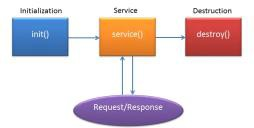 Initialization
Service
Destruction
init()
service()
destroy()
Request/Response